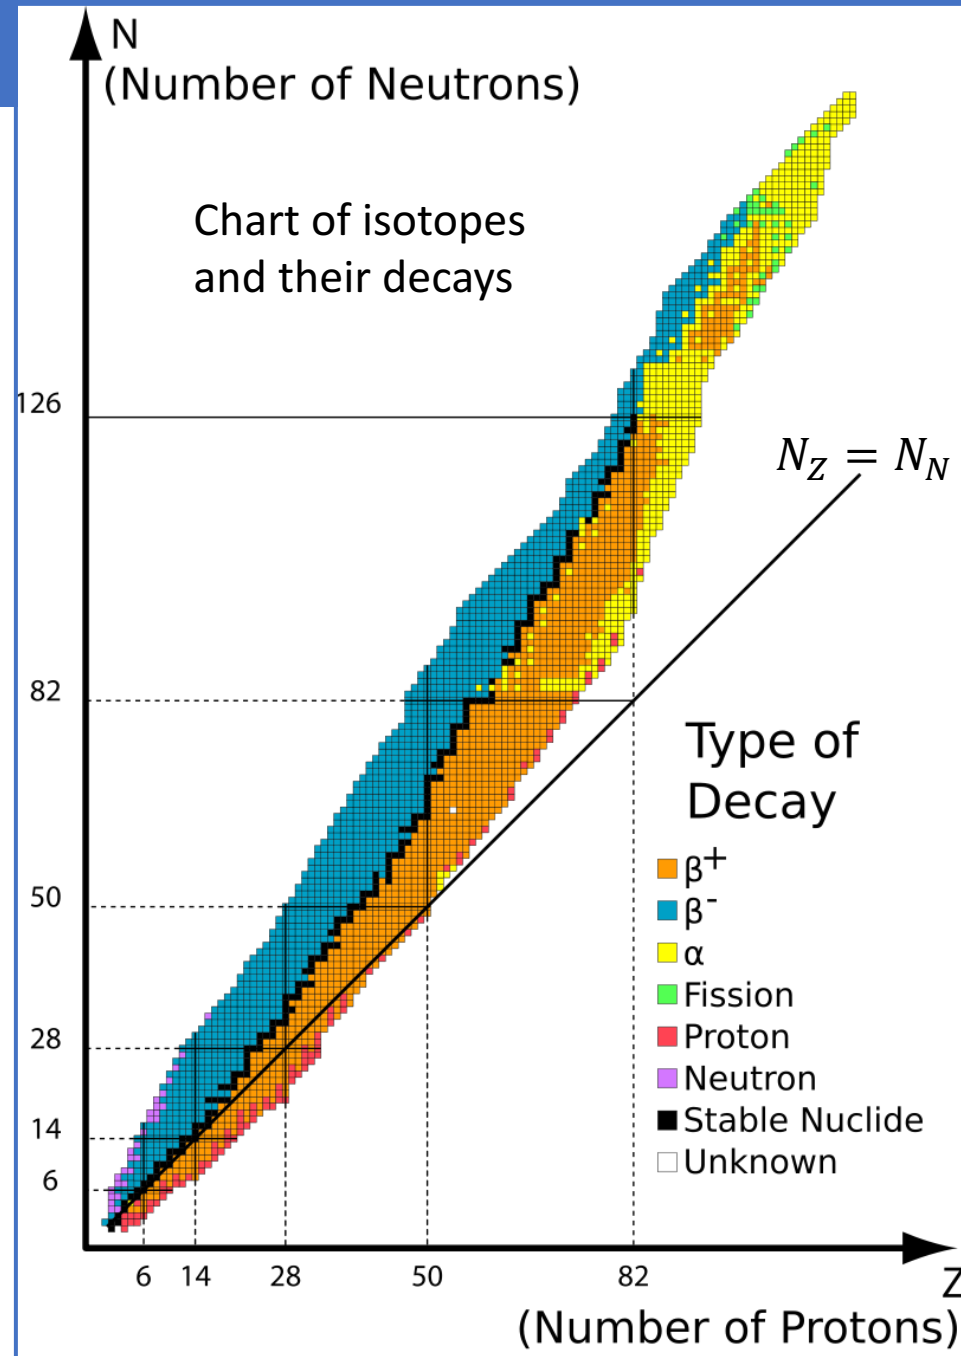 N
(Number of Neutrons)
Chart of isotopes
and their decays
126
N_Z = N_N
82
Type of
Decay
β+
50
β-
α
Fission
28
Proton
Neutron
14
Stable Nuclide
6
Unknown
6 14 28 50 82
Z
(Number of Protons)